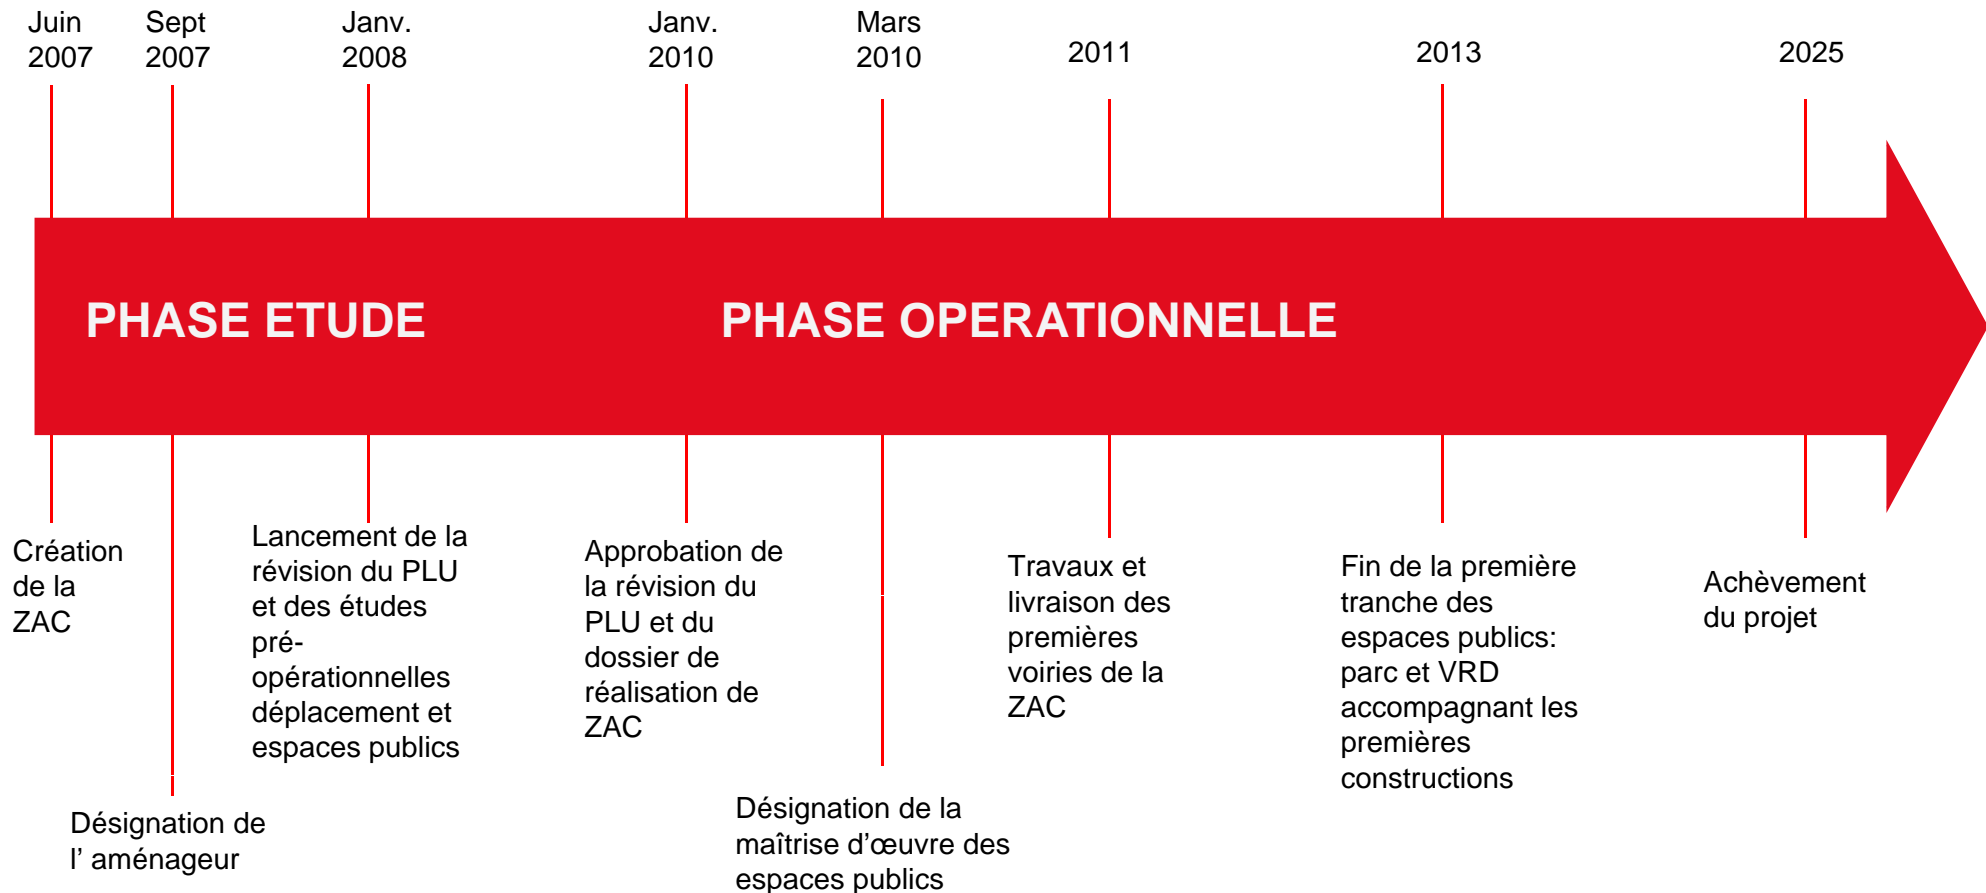 Juin
2007
Sept
2007
Janv.
2008
Janv.
2010
Mars
2010
2011
2013
2025
PHASE ETUDE
PHASE OPERATIONNELLE
Création
de la
ZAC
Désignation de
l' aménageur
Lancement de la
révision du PLU
et des études
pré-
opérationnelles
déplacement et
espaces publics
Approbation de
la révision du
PLU et du
dossier de
réalisation de
ZAC
Désignation de la
maîtrise d'œuvre des
espaces publics
Travaux et
livraison des
premières
voiries de la
ZAC
Fin de la première
tranche des
espaces publics:
parc et VRD
accompagnant les
premières
constructions
Achèvement
du projet